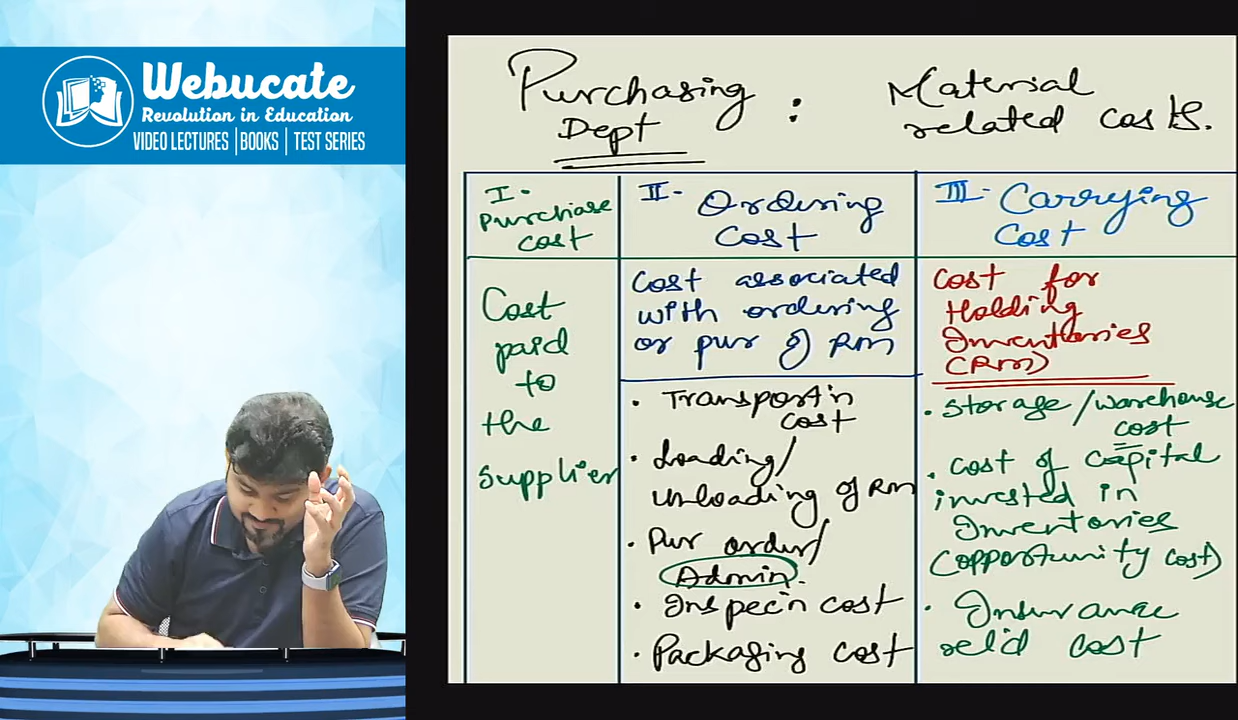 Webucate
Revolution in Education
VIDEO LECTURES | BOOKS | TEST SERIES
Purchasing Dept : Material related costs.
I. Purchase cost
II. Ordering cost
III. Carrying cost
Cost paid to the supplier
Cost associated
with ordering
or pur of RM
• Transport'n
cost
• Loading/
unloading of RM
• Pur order/
Admin.
• Inspec'n cost
• Packaging cost
Cost for
Holding
Inventories
(RM)
• Storage/warehouse
cost
• Cost of capital
invested in
Inventories
(opportunity cost)
• Insurance
rel'd cost